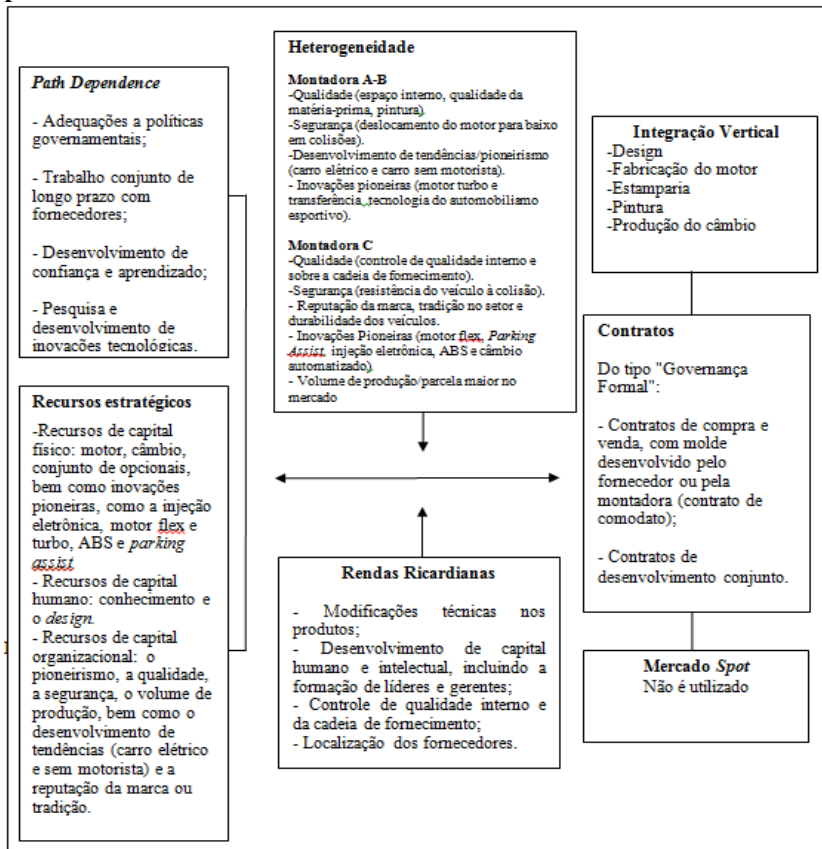 Path Dependence
- Adequações a políticas
governamentais;
- Trabalho conjunto de
longo prazo com
fornecedores;
- Desenvolvimento de
confiança e aprendizado;
- Pesquisa e
desenvolvimento de
inovações tecnológicas.
Recursos estratégicos
-Recursos de capital
físico: motor, câmbio,
conjunto de opcionais,
bem como inovações
pioneiras, como a injeção
eletrônica, motor flex e
turbo, ABS e parking
assist
- Recursos de capital
humano: conhecimento e
o design.
- Recursos de capital
organizacional: o
pioneirismo, a qualidade,
a segurança, o volume de
produção, bem como o
desenvolvimento de
tendências (carro elétrico
e sem motorista) e a
reputação da marca ou
tradição.
Heterogeneidade
Montadora A-B
-Qualidade (espaço interno, qualidade da
matéria-prima, pintura).
-Segurança (deslocamento do motor para baixo
em colisões).
-Desenvolvimento de tendências/pioneirismo
(carro elétrico e carro sem motorista).
- Inovações pioneiras (motor turbo e
transferência, tecnologia do automobilismo
esportivo).
Montadora C
-Qualidade (controle de qualidade interno e
sobre a cadeia de fornecimento).
-Segurança (resistência do veículo à colisão).
- Reputação da marca, tradição no setor e
durabilidade dos veículos.
- Inovações Pioneiras (motor flex, Parking
Assist, injeção eletrônica, ABS e câmbio
automatizado).
- Volume de produção/parcela maior no
mercado
Rendas Ricardianas
- Modificações técnicas nos
produtos;
- Desenvolvimento de capital
humano e intelectual, incluindo a
formação de líderes e gerentes;
- Controle de qualidade interno e
da cadeia de fornecimento;
- Localização dos fornecedores.
Integração Vertical
-Design
-Fabricação do motor
-Estamparia
-Pintura
-Produção do câmbio
Contratos
Do tipo "Governança
Formal":
- Contratos de compra e
venda, com molde
desenvolvido pelo
fornecedor ou pela
montadora (contrato de
comodato);
- Contratos de
desenvolvimento conjunto.
Mercado Spot
Não é utilizado